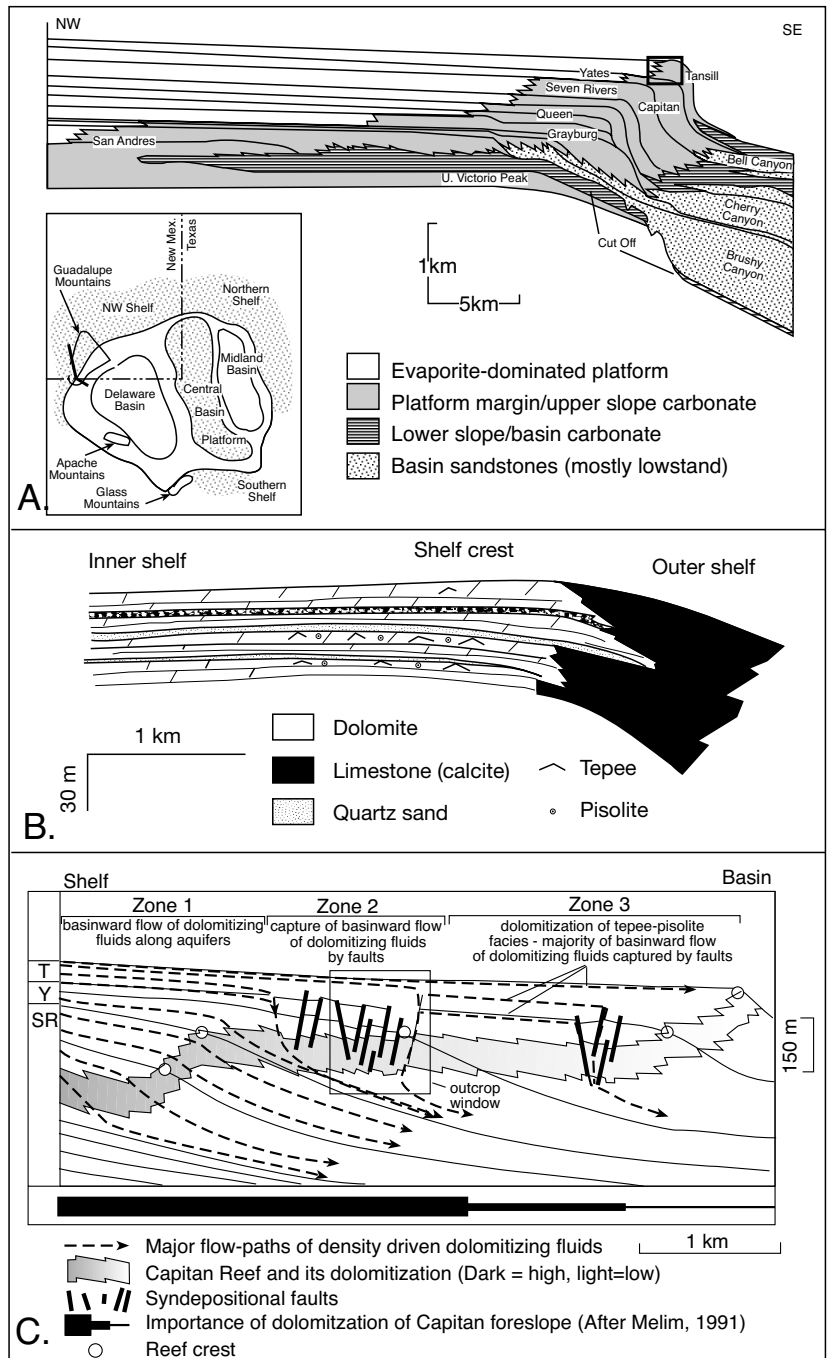 NW
SE
Yates
Tansill
Seven Rivers
Capitan
Queen
Grayburg
San Andres
Bell Canyon
U. Victorio Peak
Cherry
Canyon
Cut Off
Brushy
Canyon
1km
5km
New Mex.
Texas
Guadalupe
Mountains
NW Shelf
Northern
Shelf
Midland
Basin
Delaware
Basin
Central
Basin
Platform
Apache
Mountains
Glass
Mountains
Southern
Shelf
Evaporite-dominated platform
Platform margin/upper slope carbonate
Lower slope/basin carbonate
Basin sandstones (mostly lowstand)
A.
Inner shelf
Shelf crest
Outer shelf
1 km
30 m
Dolomite
Limestone (calcite)
Quartz sand
Tepee
Pisolite
B.
Shelf
Basin
Zone 1
basinward flow of dolomitizing
fluids along aquifers
Zone 2
capture of basinward flow
of dolomitizing fluids
by faults
Zone 3
dolomitization of tepee-pisolite
facies - majority of basinward flow
of dolomitizing fluids captured by faults
T
Y
SR
150 m
outcrop
window
1 km
Major flow-paths of density driven dolomitizing fluids
Capitan Reef and its dolomitization (Dark = high, light=low)
Syndepositional faults
Importance of dolomitzation of Capitan foreslope (After Melim, 1991)
Reef crest
C.